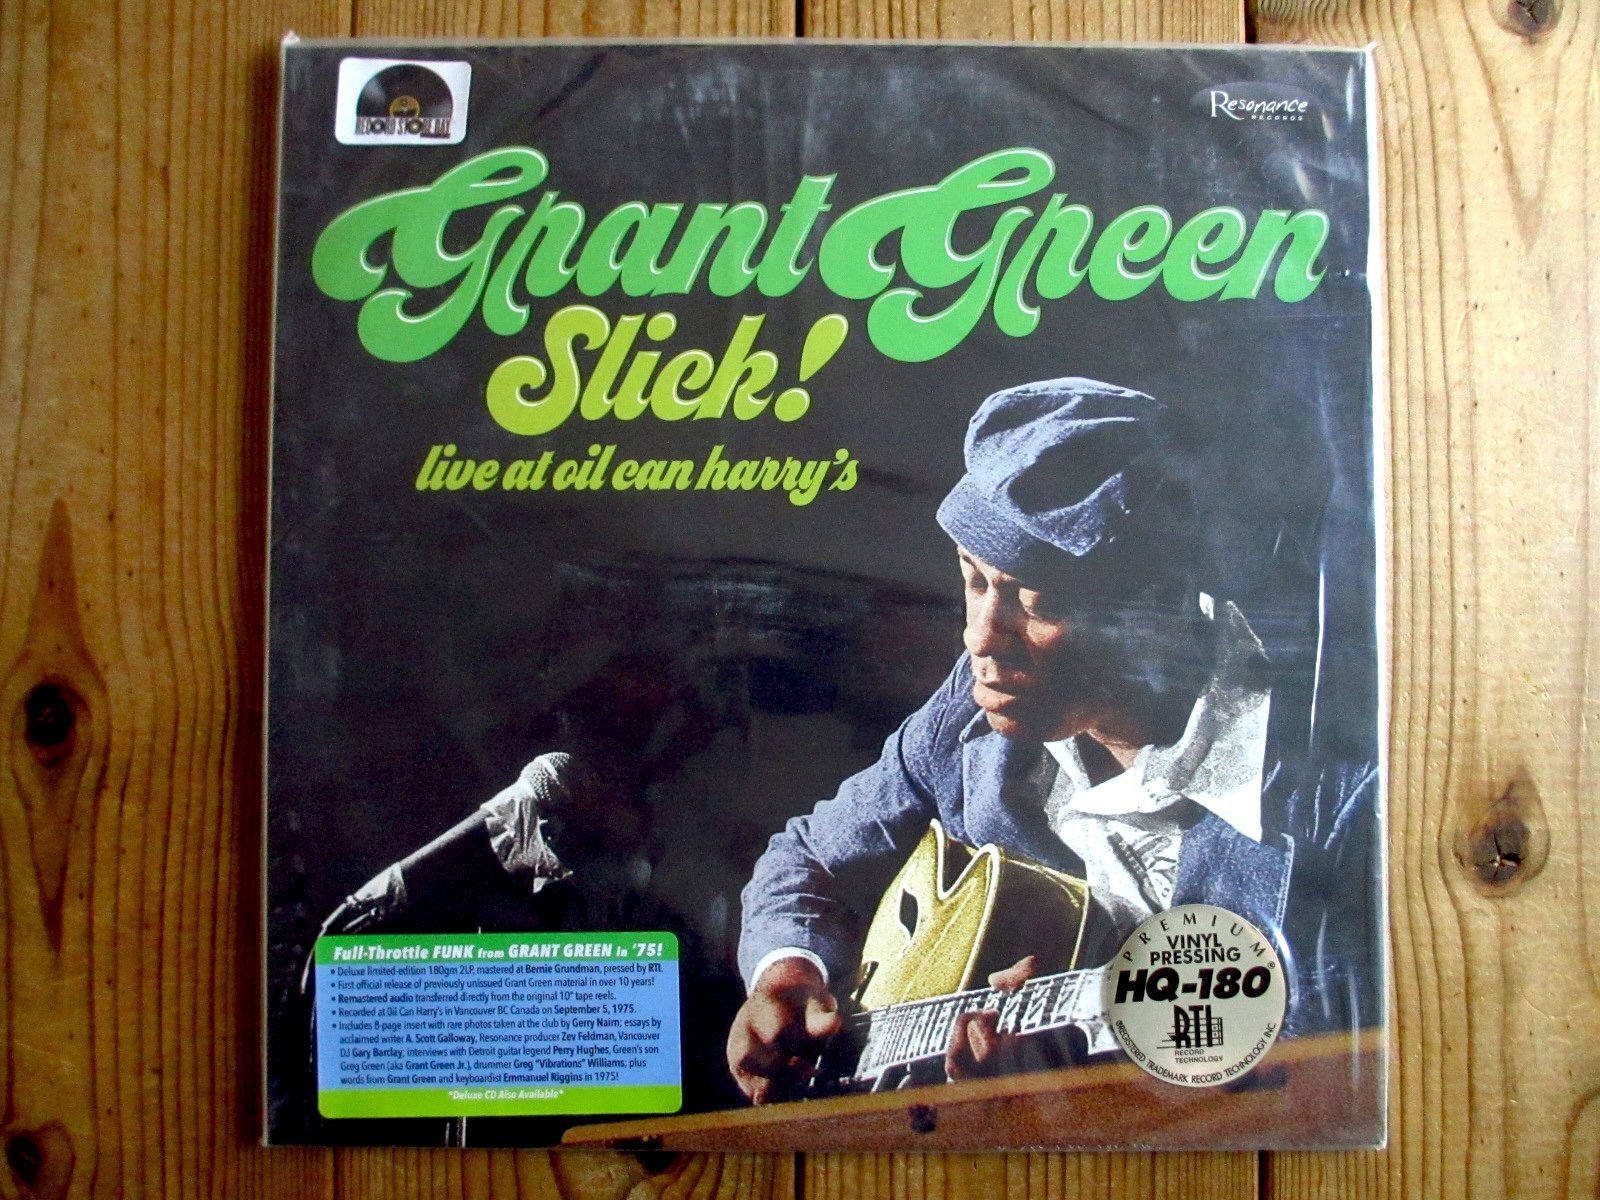 RECORD STORE DAY
Resonance
RECORDS
Grant Green
Slick!
live at oil can harry's
Full-Throttle FUNK from GRANT GREEN in '75!
• Deluxe limited-edition 180gm 2LP, mastered at Bernie Grundman, pressed by RTI.
• First official release of previously unissued Grant Green material in over 10 years!
• Remastered audio transferred directly from the original 10" tape reels.
• Recorded at Oil Can Harry's in Vancouver BC Canada on September 5, 1975.
• Includes 8-page insert with rare photos taken at the club by Gerry Nairn; essays by
acclaimed writer A. Scott Galloway, Resonance producer Zev Feldman, Vancouver
DJ Gary Barclay; interviews with Detroit guitar legend Perry Hughes, Green's son
Greg Green (aka Grant Green Jr.), drummer Greg "Vibrations" Williams; plus
words from Grant Green and keyboardist Emmanuel Riggins in 1975!
*Deluxe CD Also Available*
PREMIUM
VINYL
PRESSING
HQ-180®
RTI
RECORD
TECHNOLOGY
®REGISTERED TRADEMARK RECORD TECHNOLOGY INC.